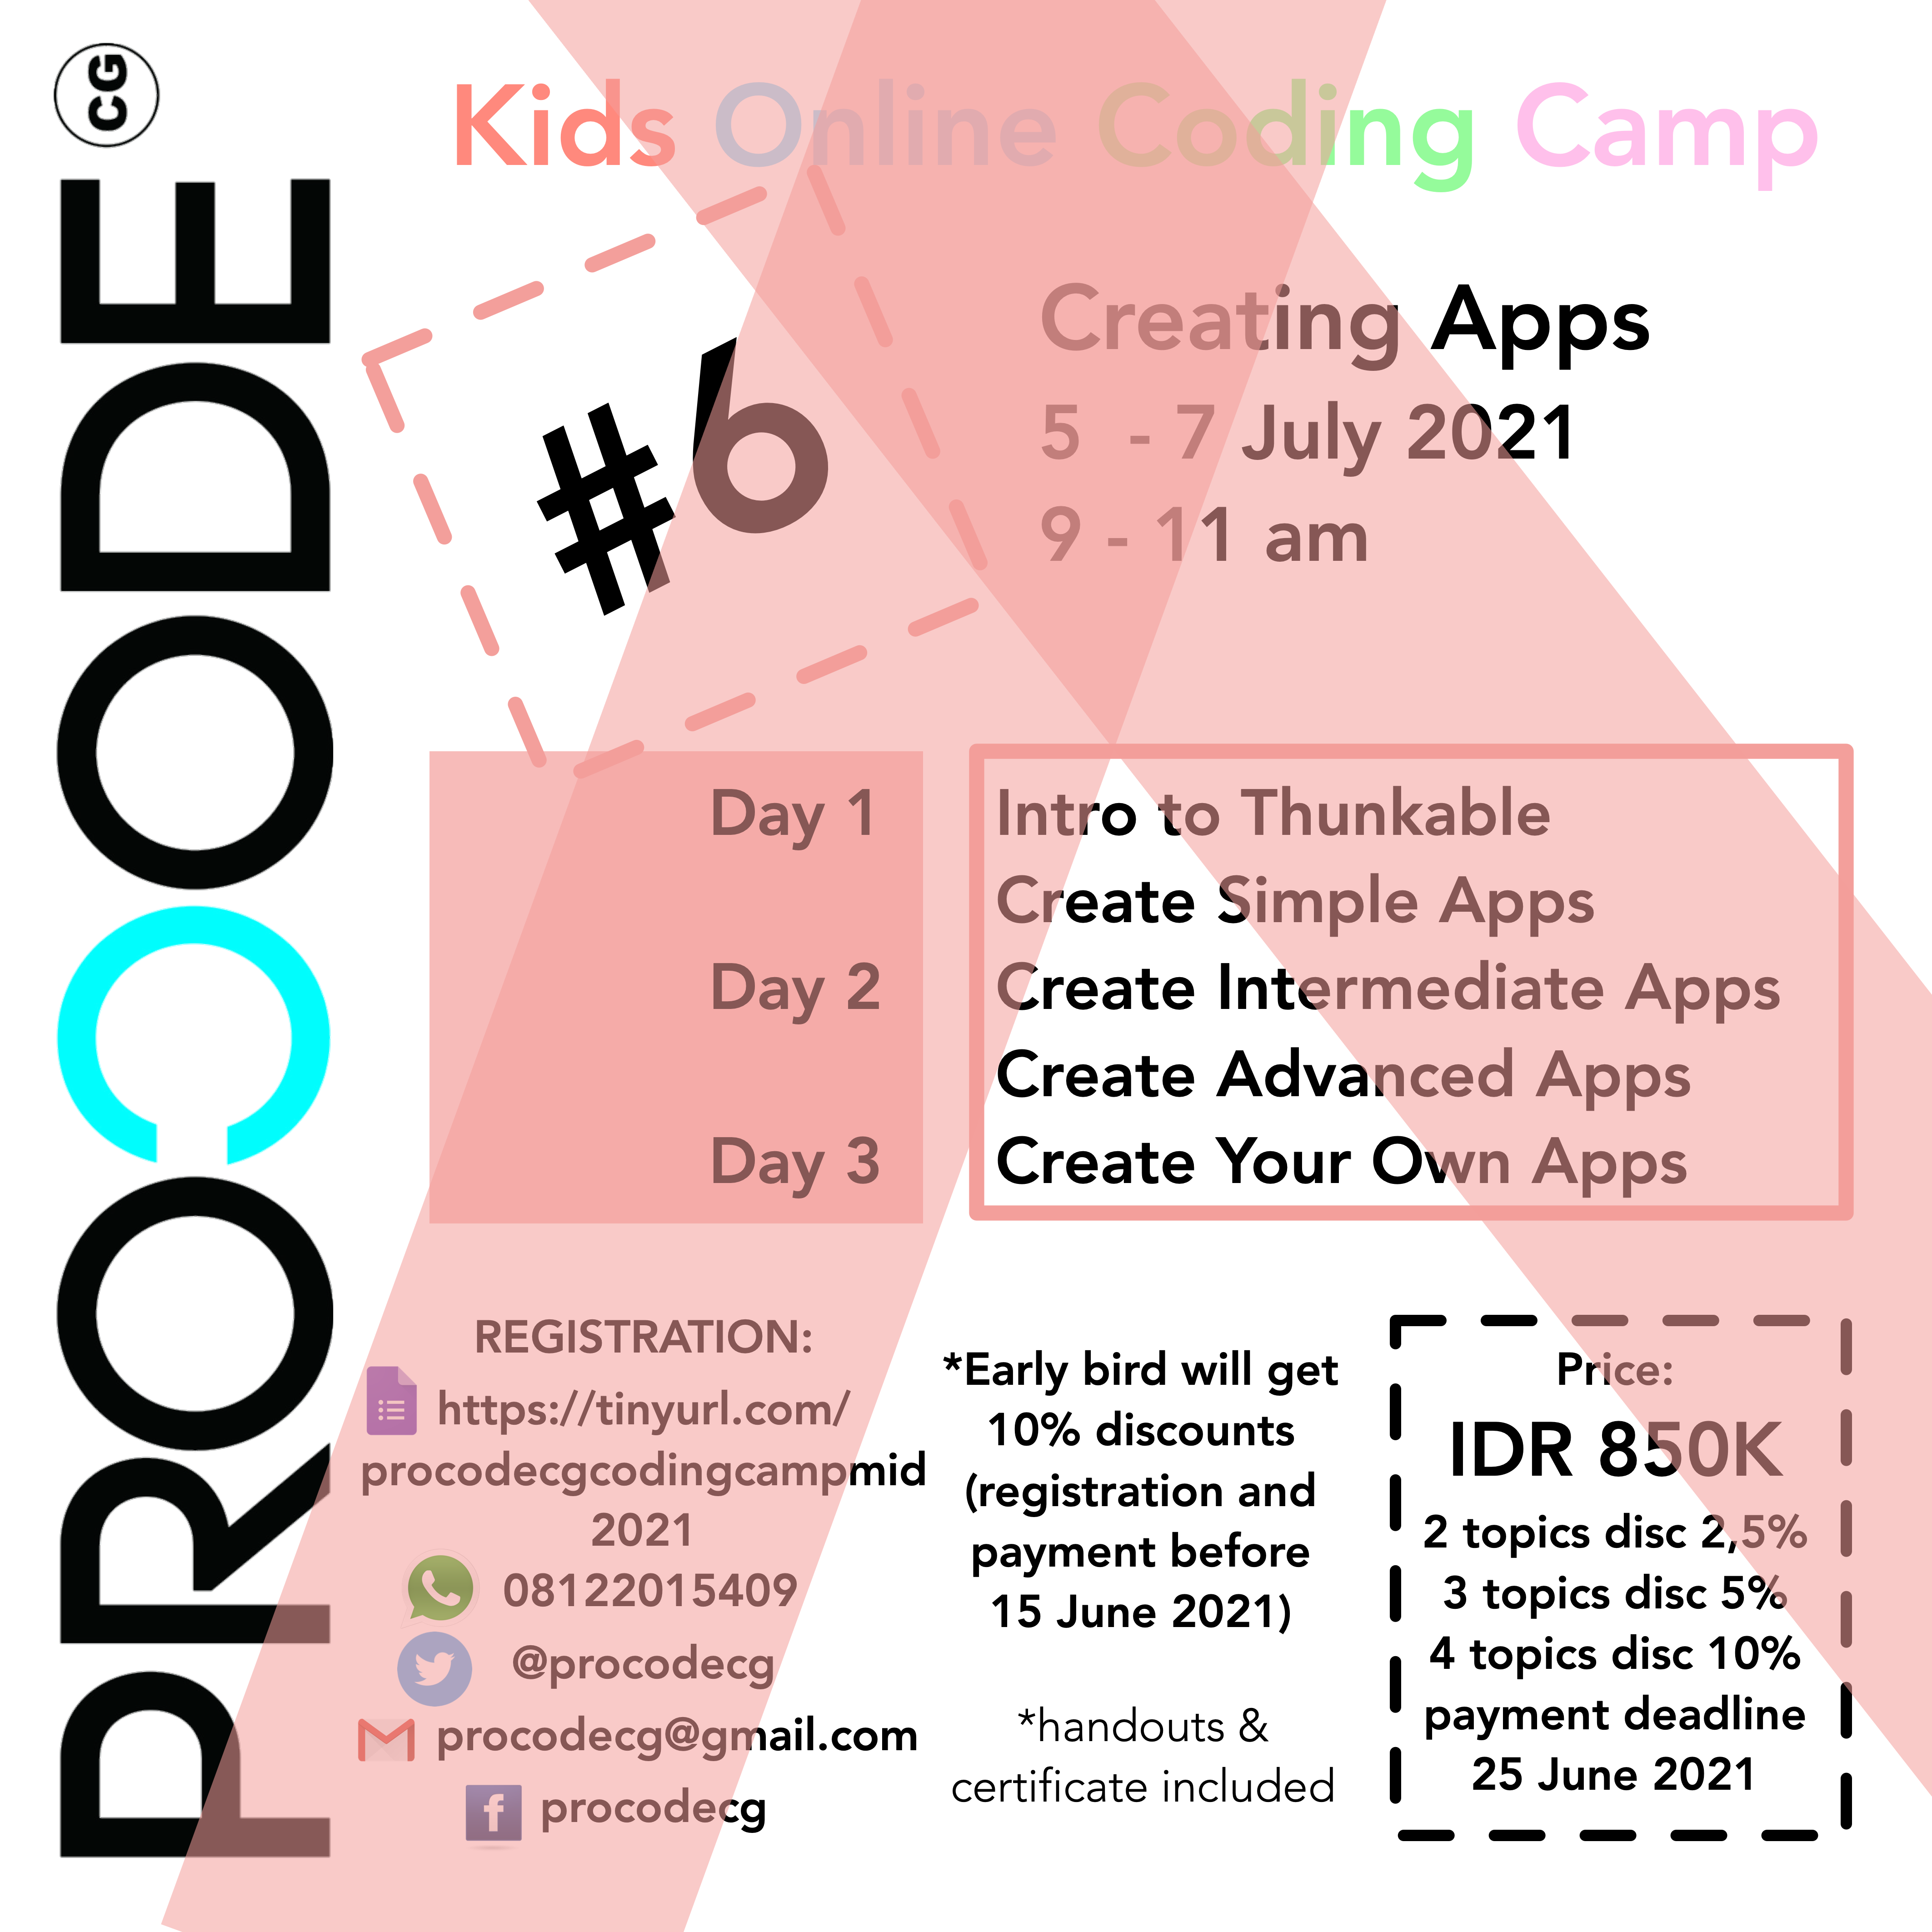 CG
PROCODE
Kids Online Coding Camp
#6
Creating Apps
5 - 7 July 2021
9 - 11 am
Day 1
Intro to Thunkable
Create Simple Apps
Day 2
Create Intermediate Apps
Create Advanced Apps
Day 3
Create Your Own Apps
REGISTRATION:
https://tinyurl.com/
procodecgcodingcampmid
2021
08122015409
@procodecg
procodecg@gmail.com
f procodecg
*Early bird will get
10% discounts
(registration and
payment before
15 June 2021)
*handouts &
certificate included
Price:
IDR 850K
2 topics disc 2,5%
3 topics disc 5%
4 topics disc 10%
payment deadline
25 June 2021